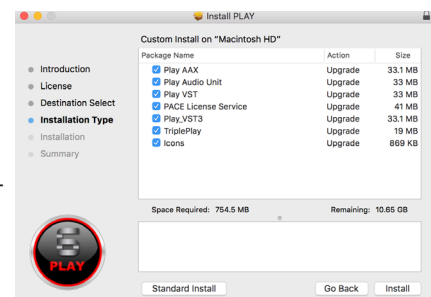 Install PLAY
Custom Install on "Macintosh HD"
Introduction
License
Destination Select
Installation Type
Installation
Summary
Package Name Action Size
Play AAX Upgrade 33.1 MB
Play Audio Unit Upgrade 33 MB
Play VST Upgrade 33 MB
PACE License Service Upgrade 41 MB
Play_VST3 Upgrade 33.1 MB
TriplePlay Upgrade 19 MB
Icons Upgrade 869 KB
Space Required: 754.5 MB Remaining: 10.65 GB
6
PLAY
Standard Install Go Back Install